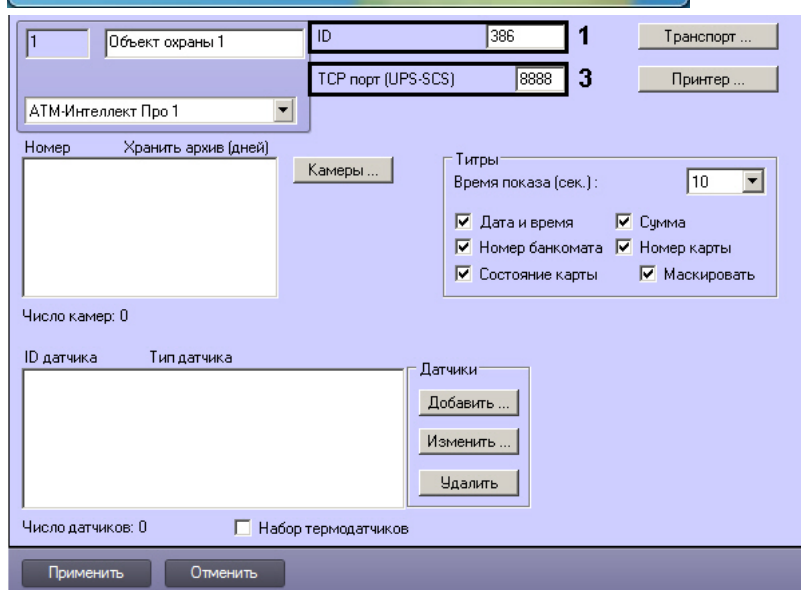 1 Объект охраны 1 ID 386 1 Транспорт ...
TCP порт (UPS-SCS) 8888 3 Принтер ...
АТМ-Интеллект Про 1
Номер Хранить архив (дней)
Камеры ...
Титры
Время показа (сек.) : 10
Дата и время Сумма
Номер банкомата Номер карты
Состояние карты Маскировать
Число камер: 0
ID датчика Тип датчика
Датчики
Добавить ...
Изменить ...
Удалить
Число датчиков: 0 Набор термодатчиков
Применить Отменить